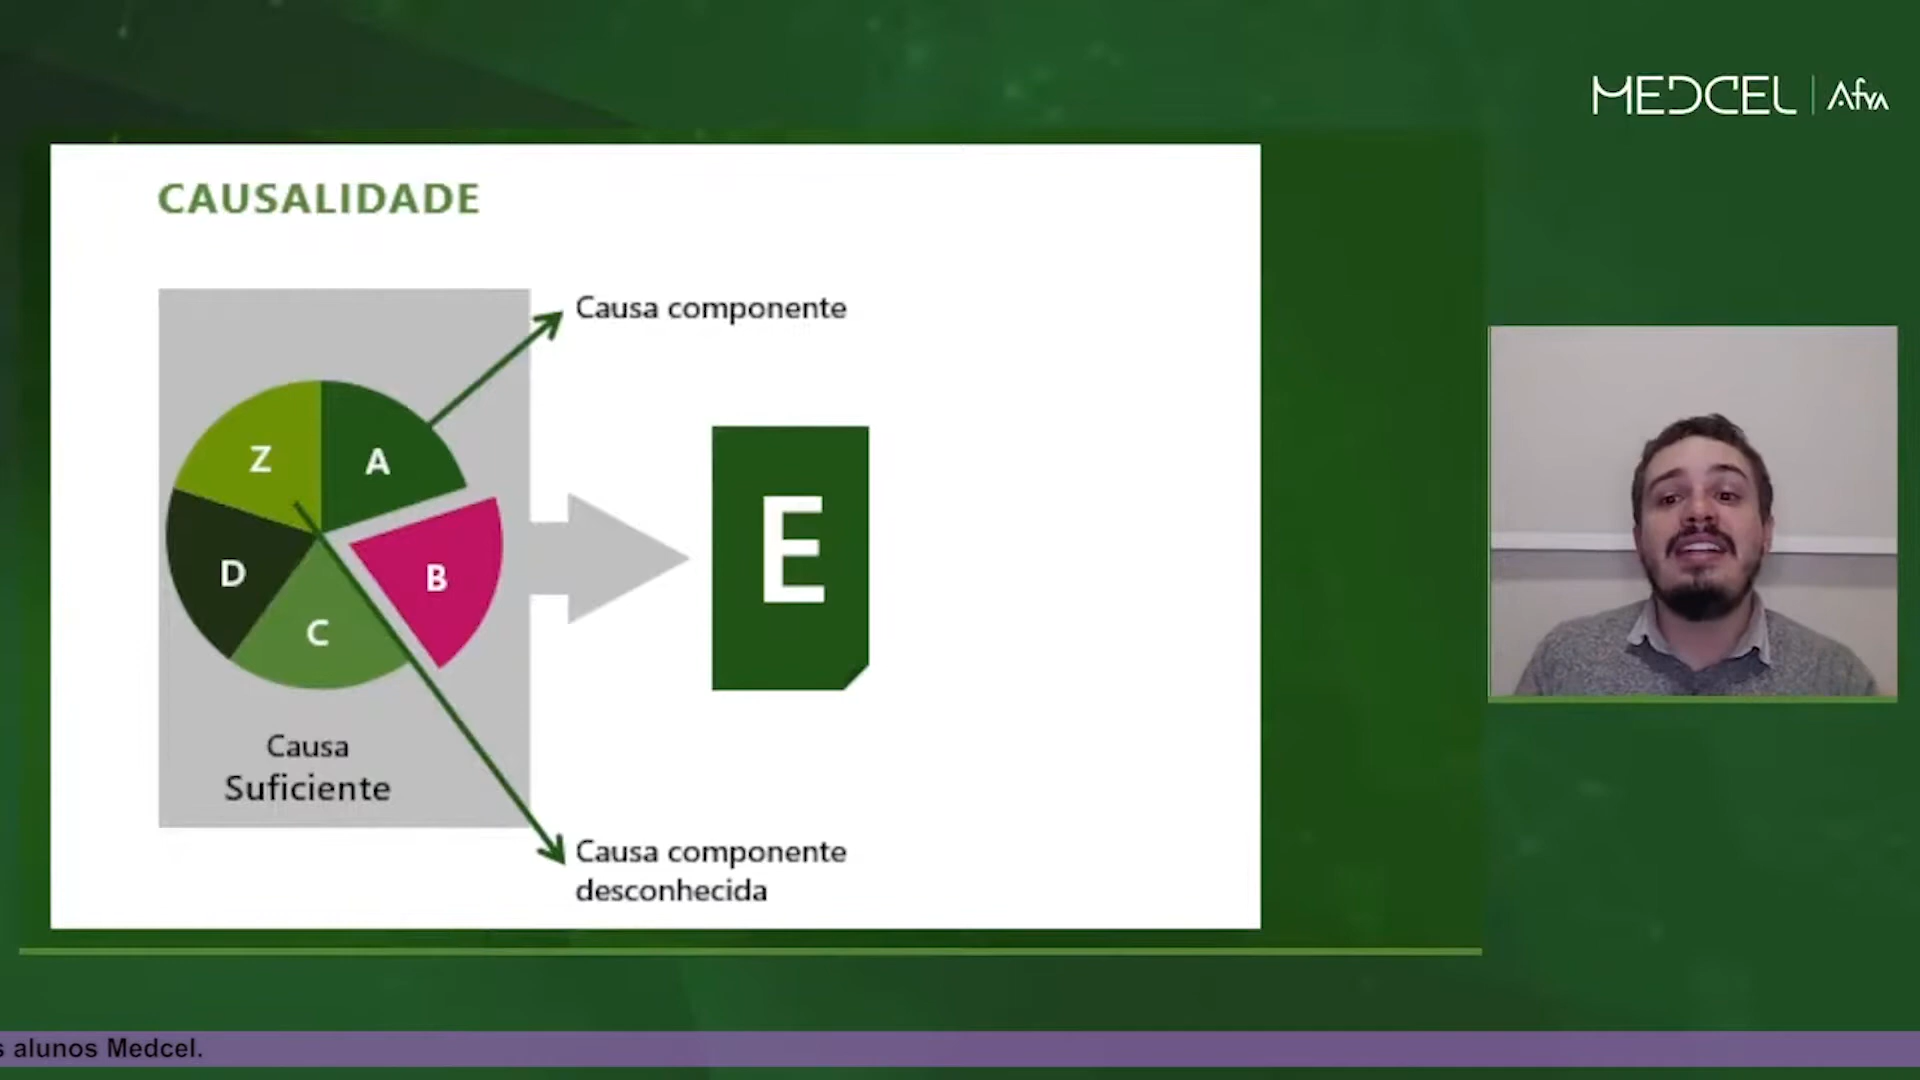 MEDCEL | Afya
CAUSALIDADE
Causa componente
Z
A
E
D
B
C
Causa
Suficiente
Causa componente
desconhecida
alunos Medcel.